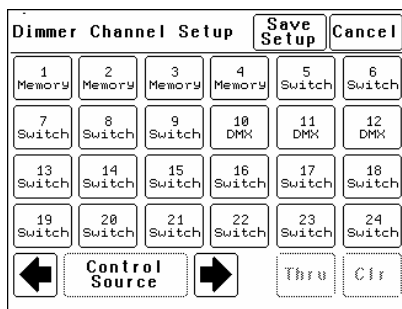 Dimmer Channel Setup Save Setup Cancel
1 2 3 4 5 6
Memory Memory Memory Memory Switch Switch
7 8 9 10 11 12
Switch Switch Switch DMX DMX DMX
13 14 15 16 17 18
Switch Switch Switch Switch Switch Switch
19 20 21 22 23 24
Switch Switch Switch Switch Switch Switch
Control Source Thru Clr